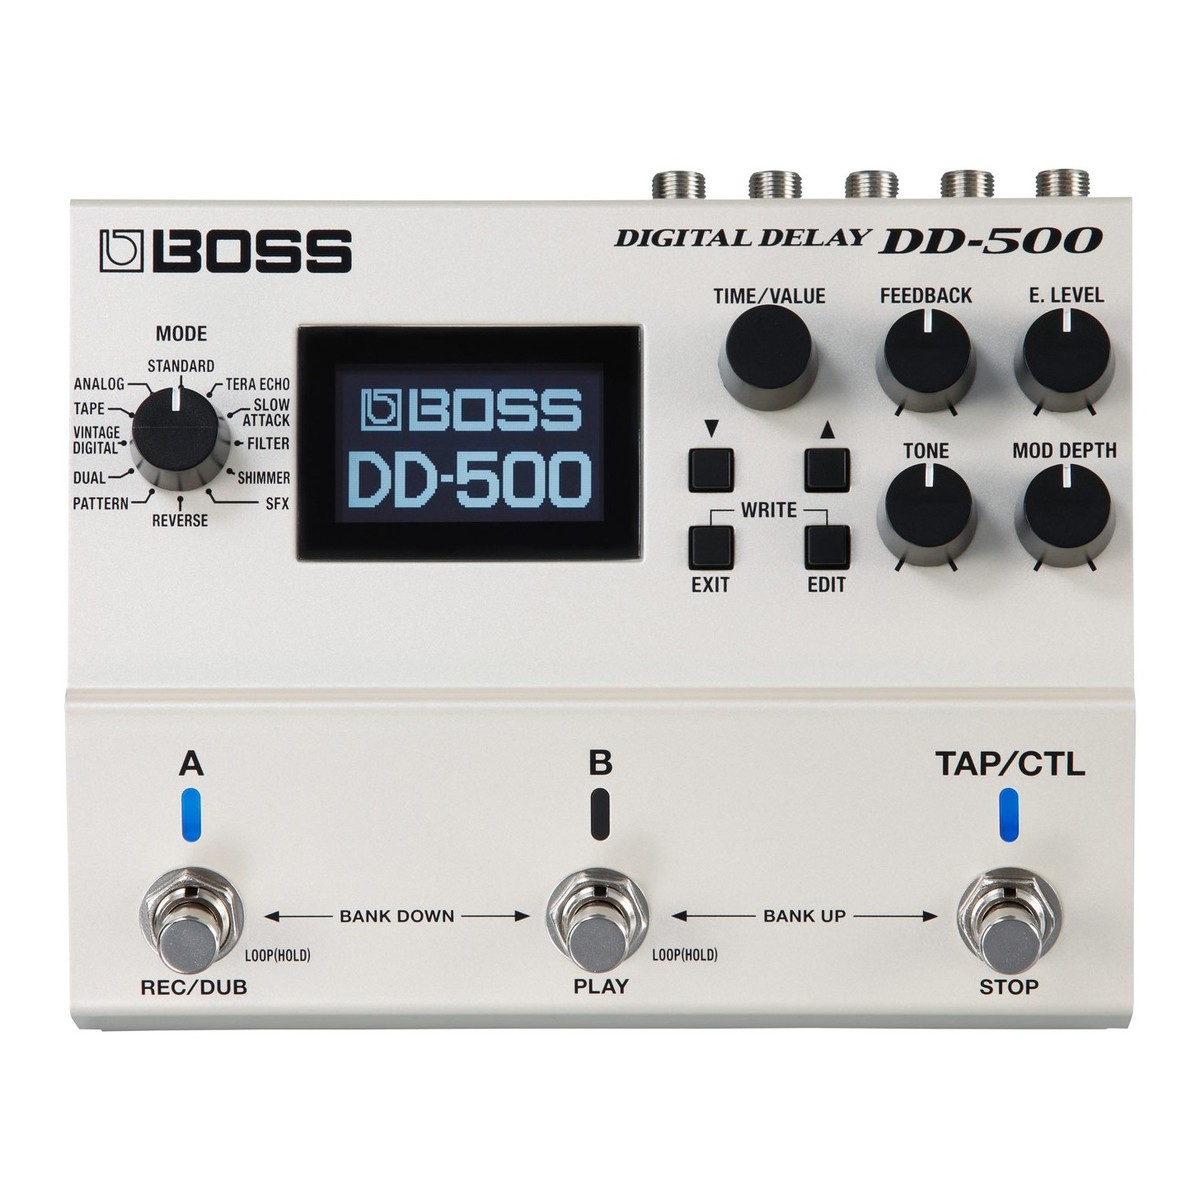 BOSS
DIGITAL DELAY DD-500
MODE
STANDARD
ANALOG
TERA ECHO
TAPE
SLOW
ATTACK
VINTAGE
DIGITAL
FILTER
DUAL
SHIMMER
PATTERN
SFX
REVERSE
BOSS
DD-500
TIME/VALUE
FEEDBACK
E. LEVEL
▼
▲
TONE
MOD DEPTH
WRITE
EXIT
EDIT
A
B
TAP/CTL
BANK DOWN
BANK UP
LOOP(HOLD)
LOOP(HOLD)
REC/DUB
PLAY
STOP